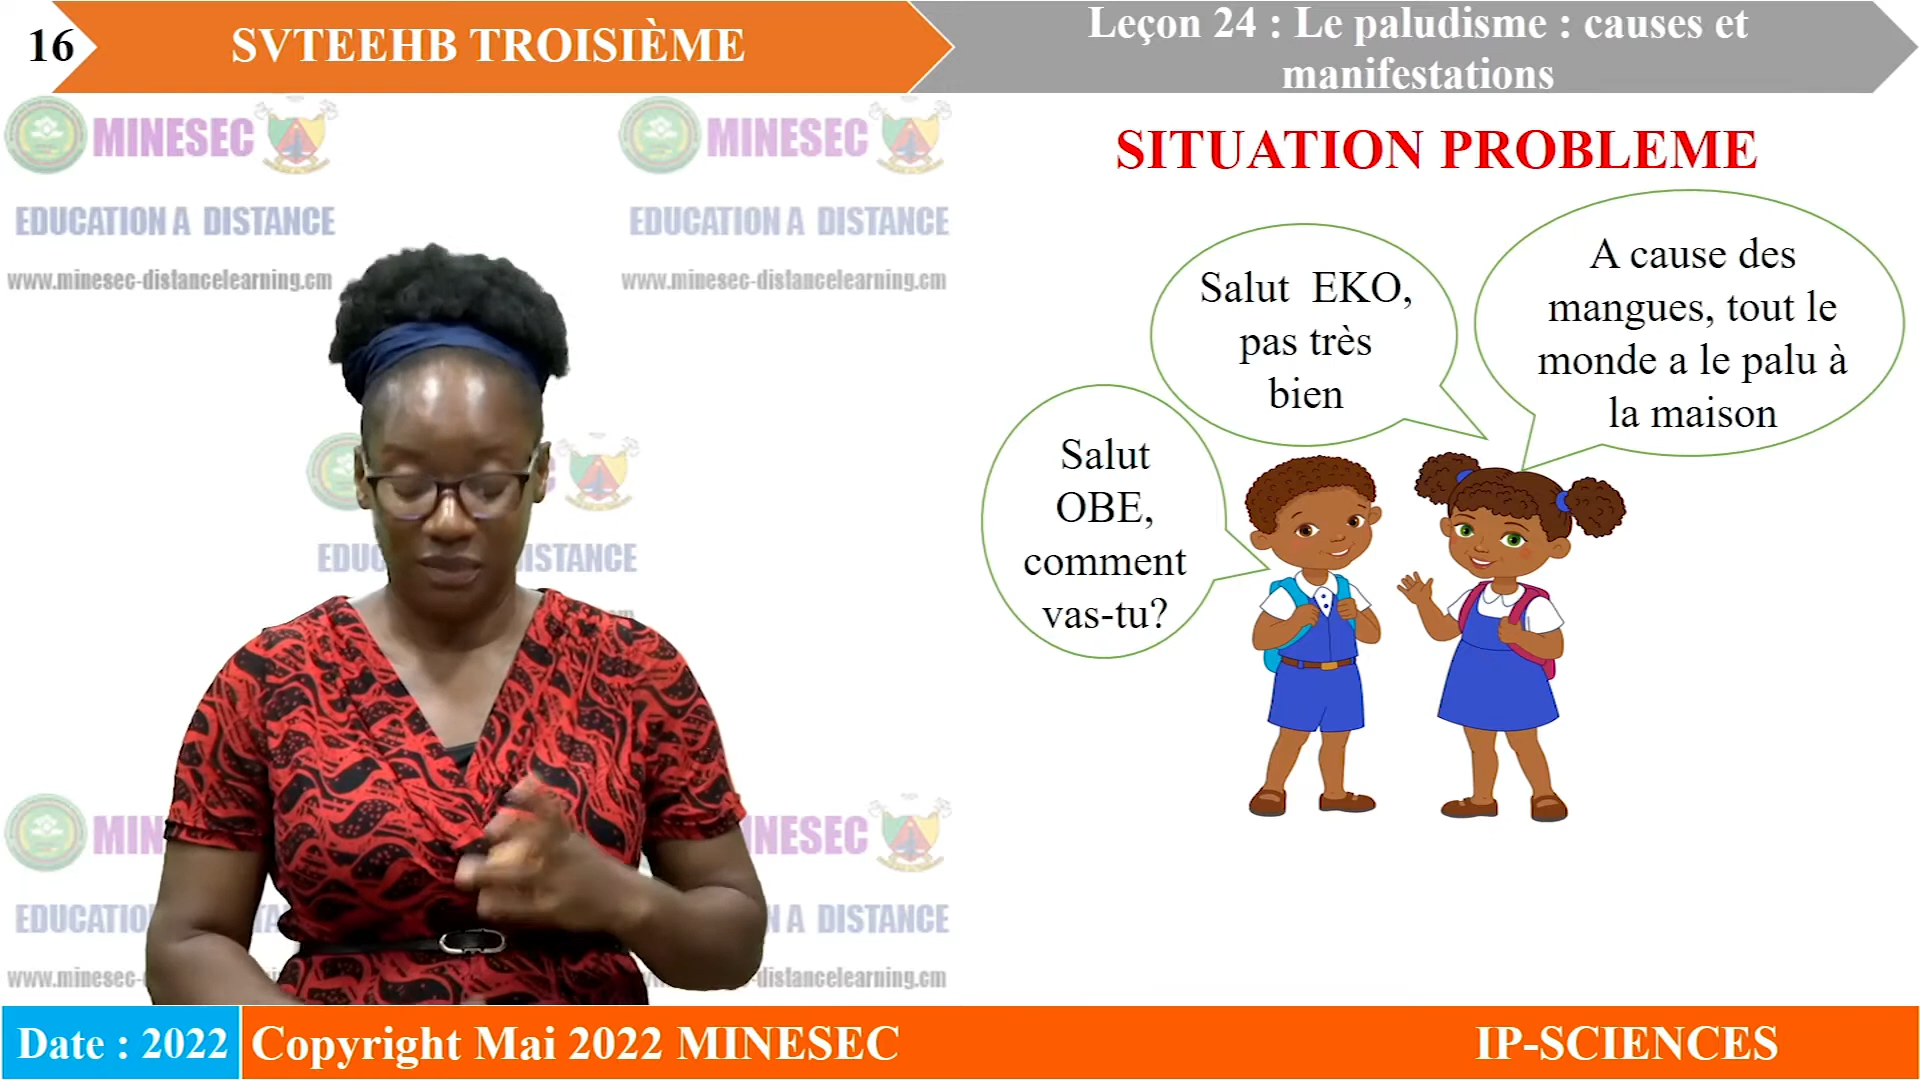 16
SVTEEHB TROISIÈME
Leçon 24 : Le paludisme : causes et
manifestations
MINESEC
EDUCATION A DISTANCE
www.minesec-distancelearning.cm
MINESEC
EDUCATION A DISTANCE
www.minesec-distancelearning.cm
SITUATION PROBLEME
Salut OBE,
comment
vas-tu?
Salut EKO,
pas très
bien
A cause des
mangues, tout le
monde a le palu à
la maison
Date : 2022
Copyright Mai 2022 MINESEC
IP-SCIENCES